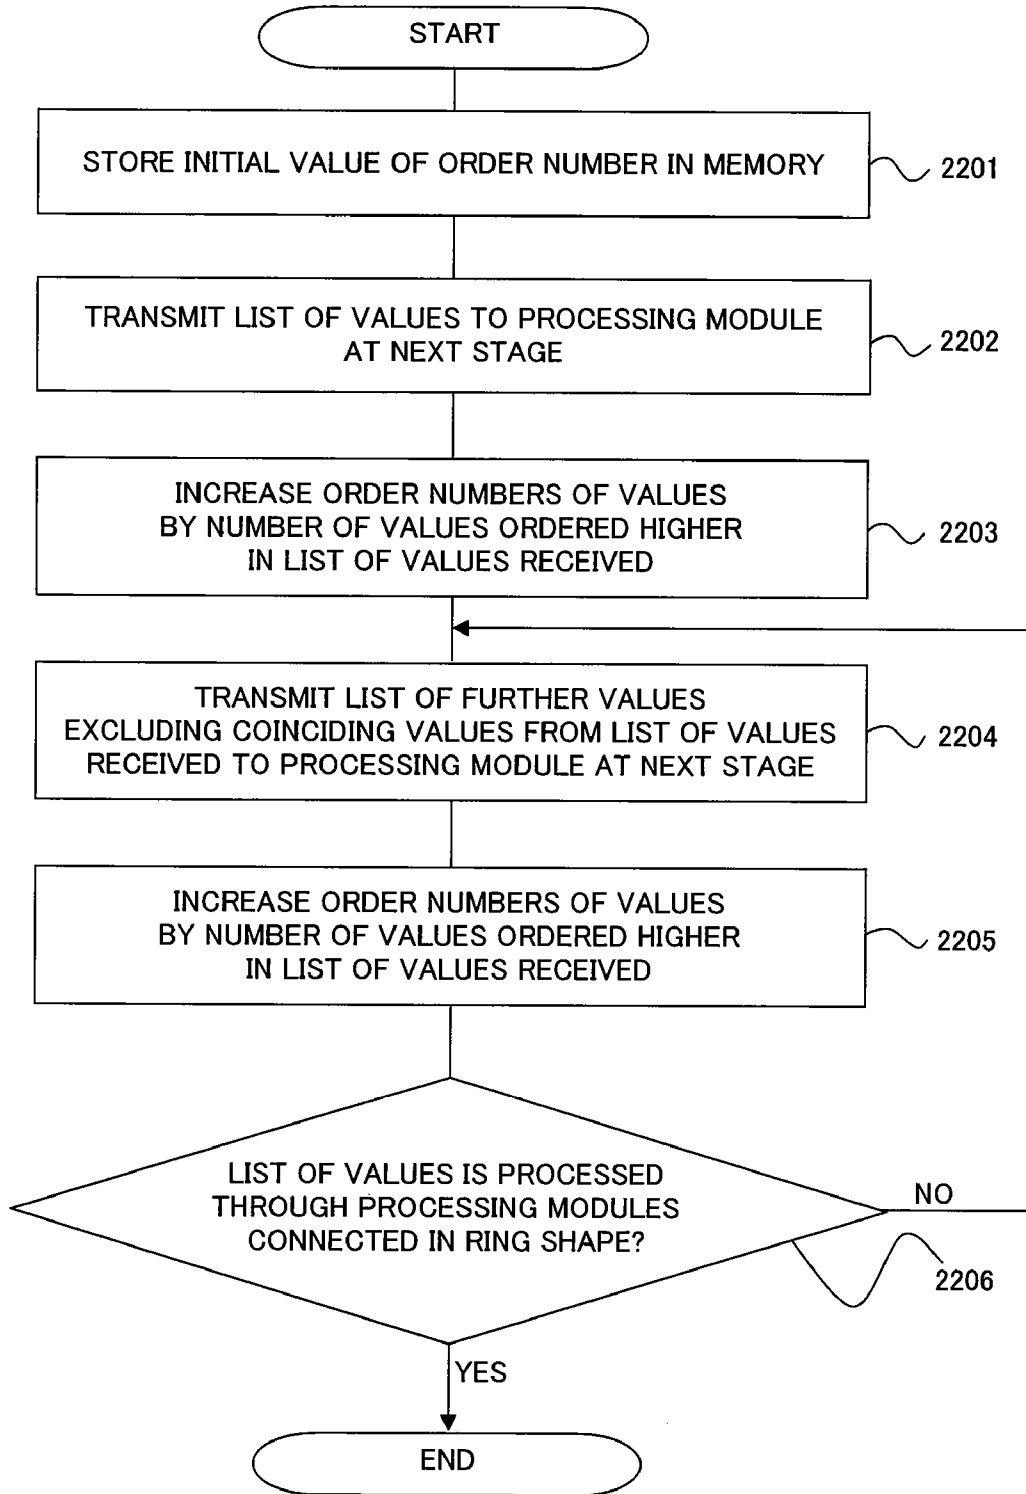 START
STORE INITIAL VALUE OF ORDER NUMBER IN MEMORY
2201
TRANSMIT LIST OF VALUES TO PROCESSING MODULE
AT NEXT STAGE
2202
INCREASE ORDER NUMBERS OF VALUES
BY NUMBER OF VALUES ORDERED HIGHER
IN LIST OF VALUES RECEIVED
2203
TRANSMIT LIST OF FURTHER VALUES
EXCLUDING COINCIDING VALUES FROM LIST OF VALUES
RECEIVED TO PROCESSING MODULE AT NEXT STAGE
2204
INCREASE ORDER NUMBERS OF VALUES
BY NUMBER OF VALUES ORDERED HIGHER
IN LIST OF VALUES RECEIVED
2205
LIST OF VALUES IS PROCESSED
THROUGH PROCESSING MODULES
CONNECTED IN RING SHAPE?
NO
2206
YES
END